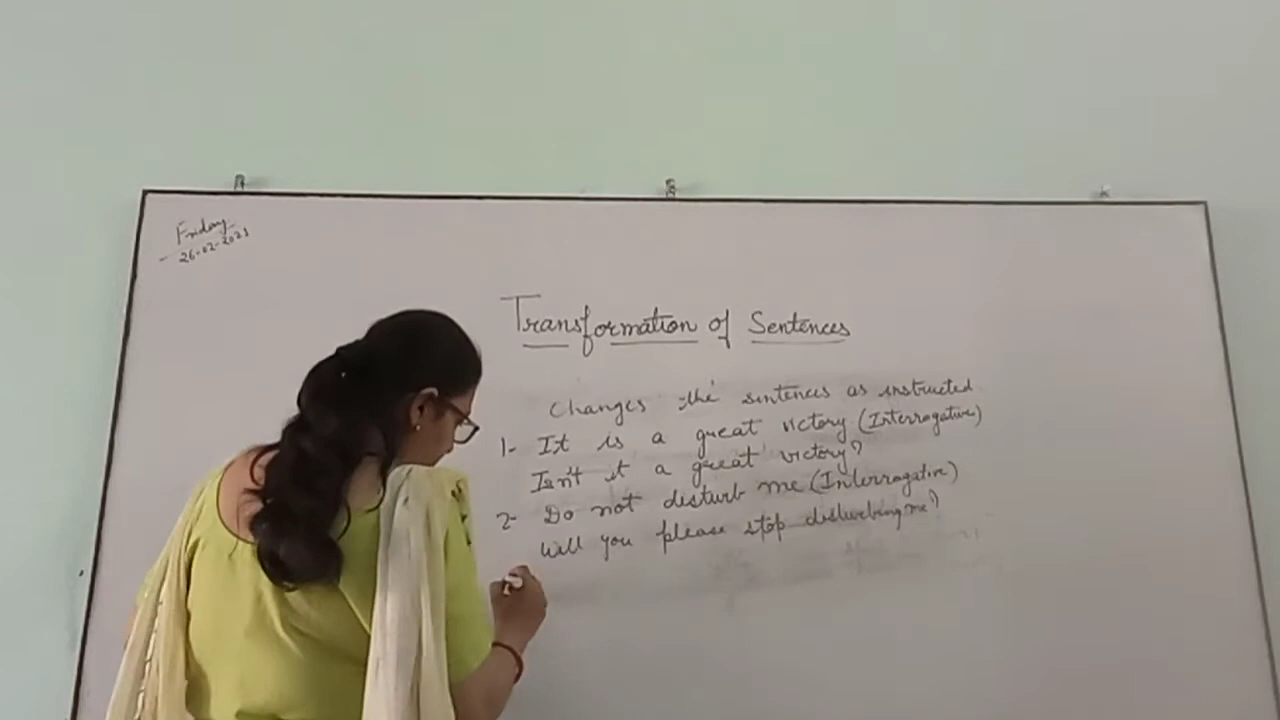 Friday
26-02-2021
Transformation of Sentences
Changes the sentences as instructed
1- It is a great victory (Interrogative)
Isn't it a great victory?
2- Do not disturb me (Interrogative)
Will you please stop disturbing me?